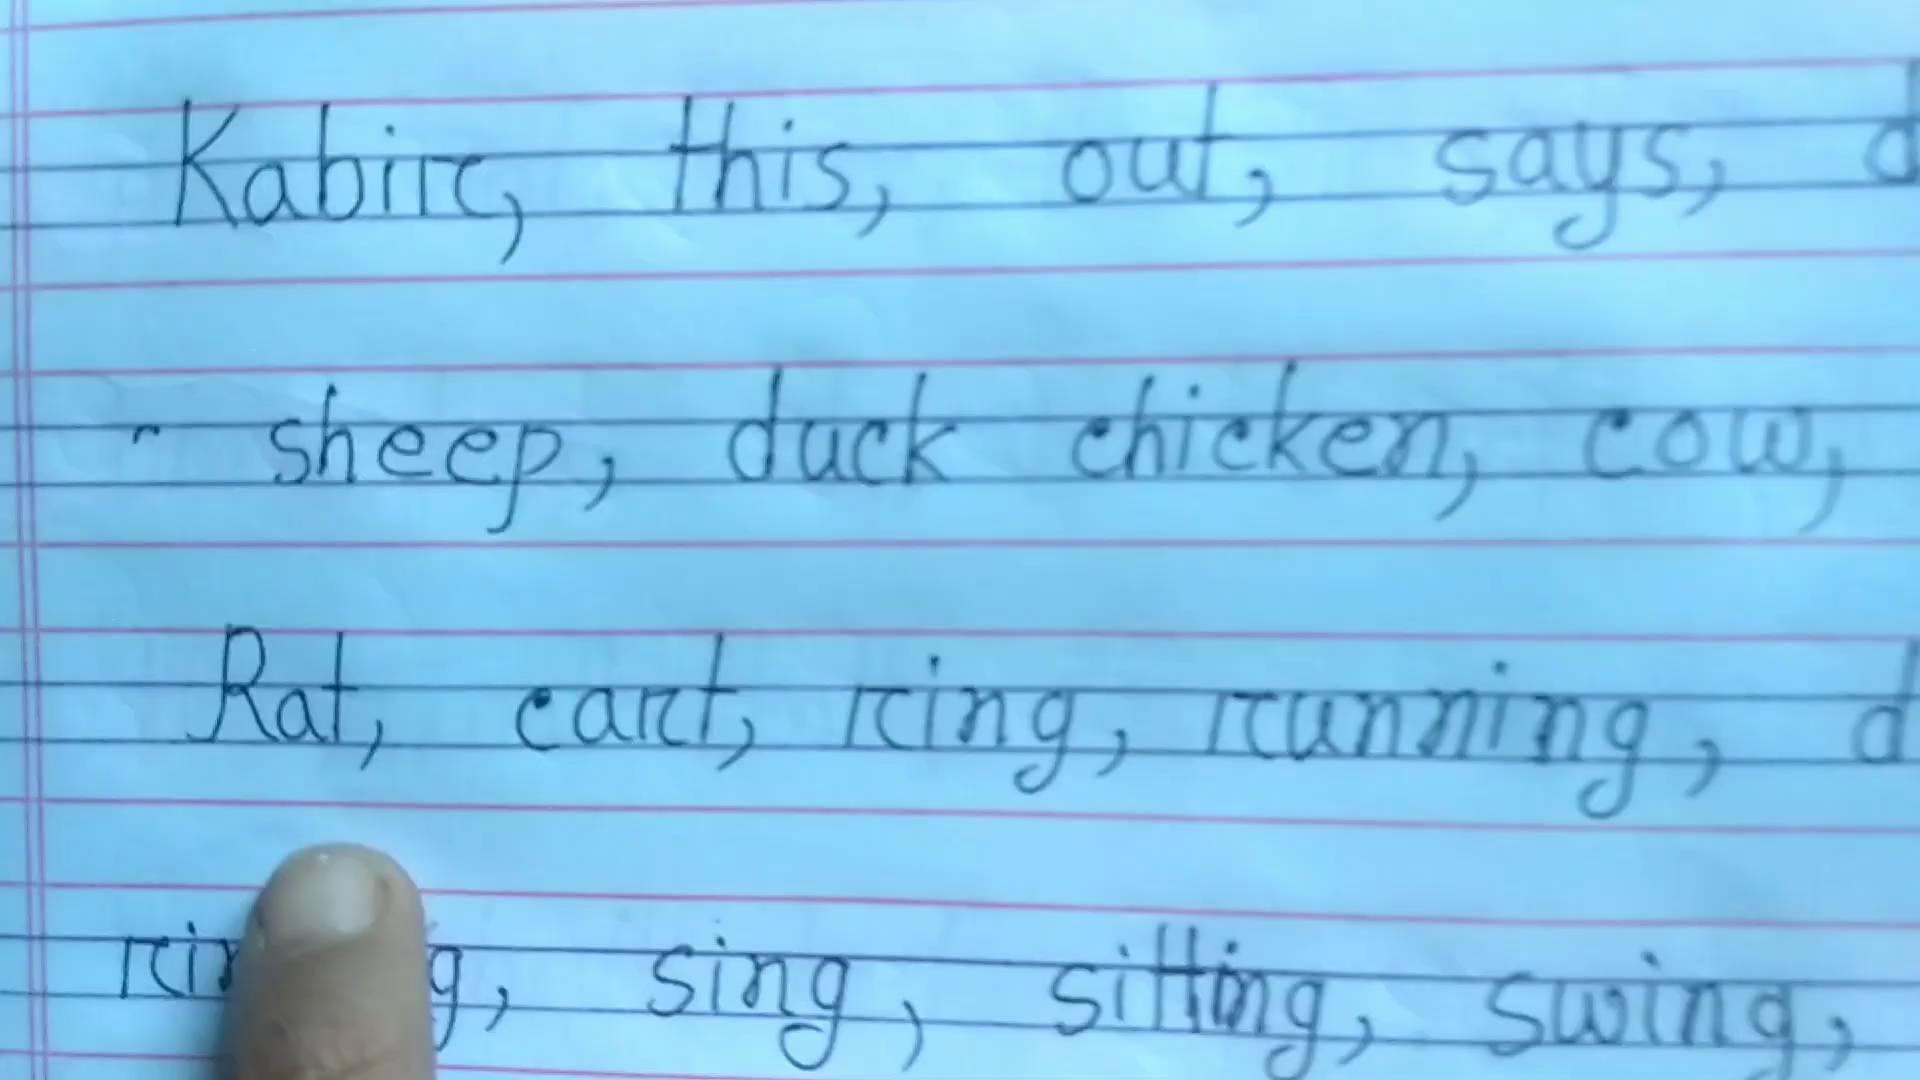 Kabir, this, out, says,
sheep, duck chicken, cow,
Rat, cart, ring, running,
sing, sitting, swing,